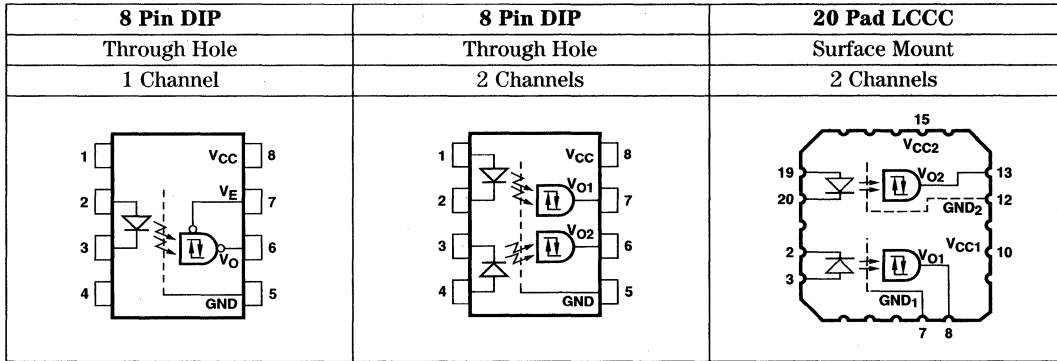 8 Pin DIP 8 Pin DIP 20 Pad LCCC
Through Hole Through Hole Surface Mount
1 Channel 2 Channels 2 Channels
1
2
3
4
VCC
VE
VO
GND
8
7
6
5
1
2
3
4
VCC
VO1
VO2
GND
8
7
6
5
15
VCC2
19
20
VO2
13
12
GND2
2
3
VO1
VCC1
10
GND1
7 8